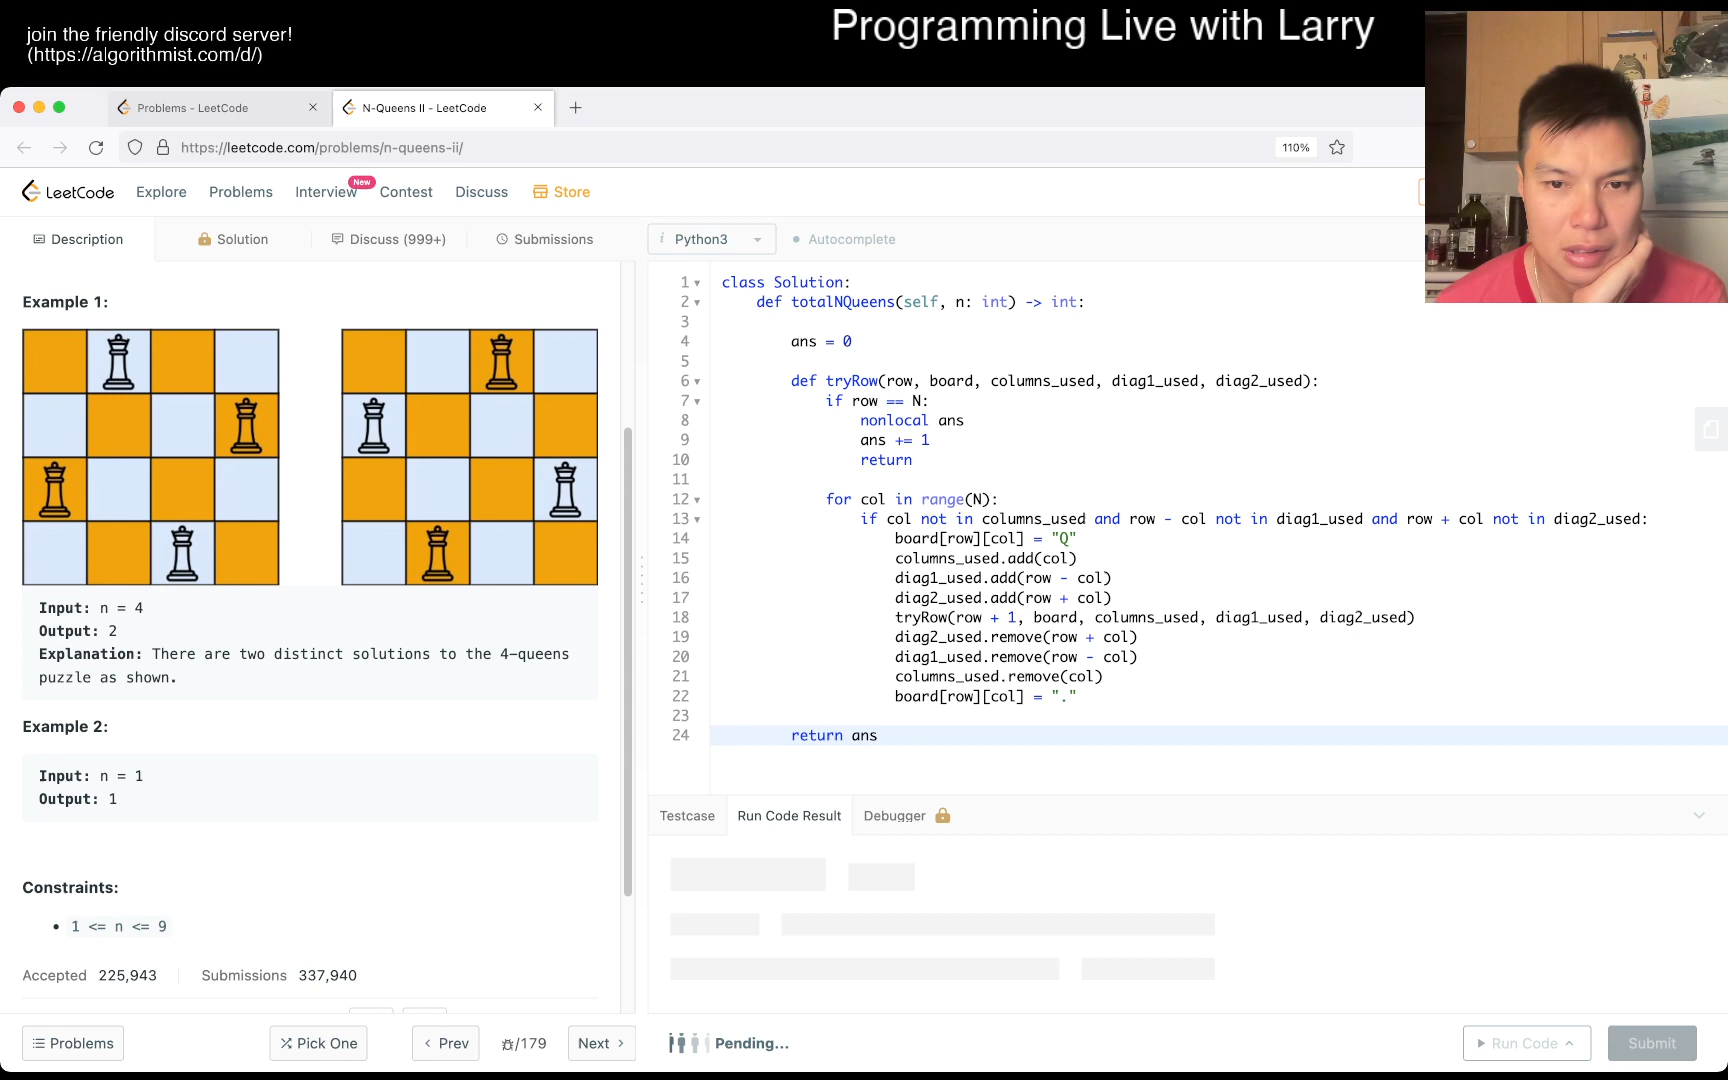 join the friendly discord server!
(https://algorithmist.com/d/)
Programming Live with Larry
Problems - LeetCode
N-Queens II - LeetCode
https://leetcode.com/problems/n-queens-ii/
110%
LeetCode
Explore
Problems
Interview
New
Contest
Discuss
Store
Description
Solution
Discuss (999+)
Submissions
i Python3
Autocomplete
Example 1:
Input: n = 4
Output: 2
Explanation: There are two distinct solutions to the 4-queens
puzzle as shown.
Example 2:
Input: n = 1
Output: 1
Constraints:
1 <= n <= 9
Accepted 225,943
Submissions 337,940
1 class Solution:
2 def totalNQueens(self, n: int) -> int:
3
4 ans = 0
5
6 def tryRow(row, board, columns_used, diag1_used, diag2_used):
7 if row == N:
8 nonlocal ans
9 ans += 1
10 return
11
12 for col in range(N):
13 if col not in columns_used and row - col not in diag1_used and row + col not in diag2_used:
14 board[row][col] = "Q"
15 columns_used.add(col)
16 diag1_used.add(row - col)
17 diag2_used.add(row + col)
18 tryRow(row + 1, board, columns_used, diag1_used, diag2_used)
19 diag2_used.remove(row + col)
20 diag1_used.remove(row - col)
21 columns_used.remove(col)
22 board[row][col] = "."
23
24 return ans
Testcase
Run Code Result
Debugger
Problems
Pick One
Prev
/179
Next
Pending...
Run Code
Submit